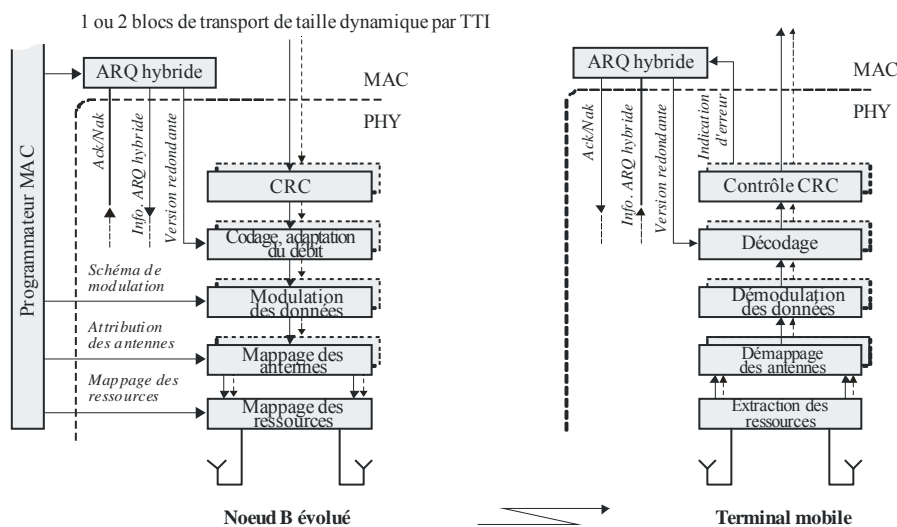 1 ou 2 blocs de transport de taille dynamique par TTI
Programmateur MAC
ARQ hybride
MAC
PHY
Ack/Nak
Info. ARQ hybride
Version redondante
CRC
Codage, adaptation
du débit
Schéma de
modulation
Modulation
des données
Attribution
des antennes
Mappage des
antennes
Mappage des
ressources
Mappage des
ressources
Noeud B évolué
ARQ hybride
MAC
PHY
Ack/Nak
Info. ARQ hybride
Version redondante
Indication
d'erreur
Contrôle CRC
Décodage
Démodulation
des données
Démappage
des antennes
Extraction des
ressources
Terminal mobile